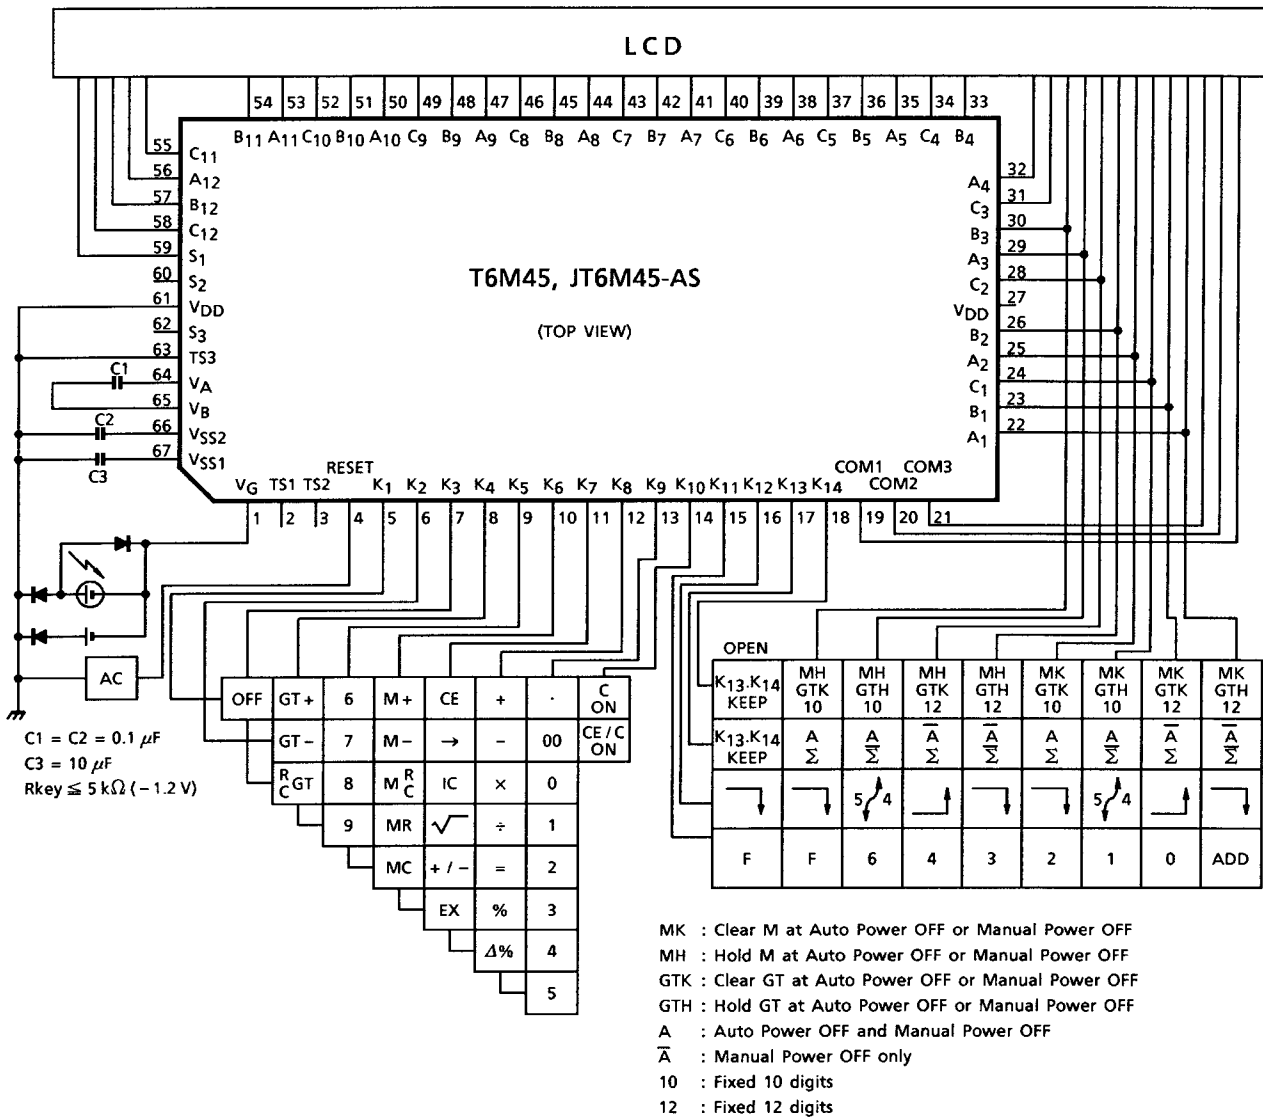 LCD
54 53 52 51 50 49 48 47 46 45 44 43 42 41 40 39 38 37 36 35 34 33
B11 A11 C10 B10 A10 C9 B9 A9 C8 B8 A8 C7 B7 A7 C6 B6 A6 C5 B5 A5 C4 B4
55 C11
56 A12
57 B12
58 C12
59 S1
60 S2
61 VDD
62 S3
63 TS3
C1 64 VA
65 VB
C2 66 VSS2
C3 67 VSS1
A4 32
C3 31
B3 30
A3 29
C2 28
VDD 27
B2 26
A2 25
C1 24
B1 23
A1 22
T6M45, JT6M45-AS
(TOP VIEW)
RESET COM1 COM3
VG TS1 TS2 K1 K2 K3 K4 K5 K6 K7 K8 K9 K10 K11 K12 K13 K14 COM2
1 2 3 4 5 6 7 8 9 10 11 12 13 14 15 16 17 18 19 20 21
AC
C1 = C2 = 0.1 μF
C3 = 10 μF
Rkey ≦ 5 kΩ (− 1.2 V)
OFF GT+ 6 M+ CE + · C ON
GT− 7 M− → − 00 CE/C ON
R C GT 8 M R C IC × 0
9 MR √ ÷ 1
MC +/− = 2
EX % 3
Δ% 4
5
OPEN
K13.K14 KEEP MH GTK 10 MH GTH 10 MH GTK 12 MH GTH 12 MK GTK 10 MK GTH 10 MK GTK 12 MK GTH 12
K13.K14 KEEP A Σ A Σ̅ A̅ Σ A̅ Σ̅ A Σ A Σ̅ A̅ Σ A̅ Σ̅
5 4 5 4
F F 6 4 3 2 1 0 ADD
MK : Clear M at Auto Power OFF or Manual Power OFF
MH : Hold M at Auto Power OFF or Manual Power OFF
GTK : Clear GT at Auto Power OFF or Manual Power OFF
GTH : Hold GT at Auto Power OFF or Manual Power OFF
A : Auto Power OFF and Manual Power OFF
A̅ : Manual Power OFF only
10 : Fixed 10 digits
12 : Fixed 12 digits